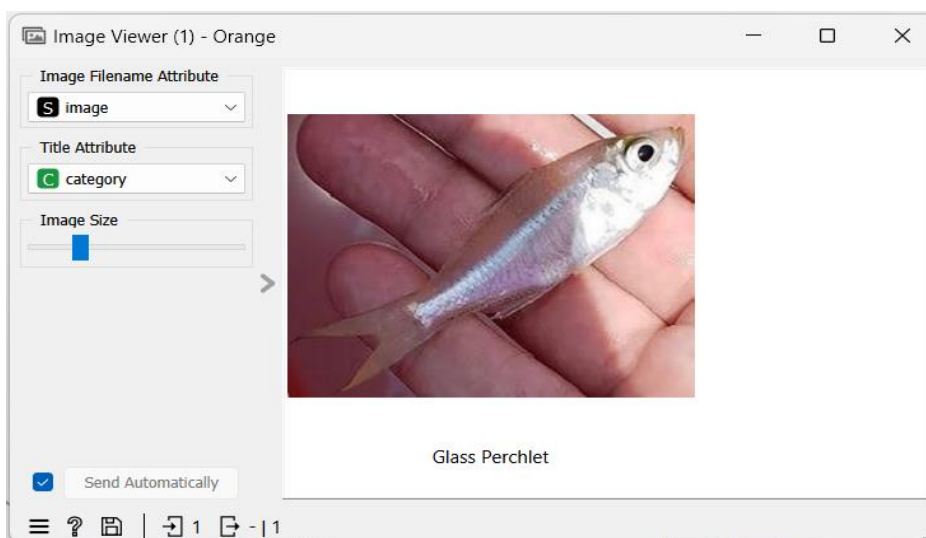 Image Viewer (1) - Orange
Image Filename Attribute
S image
Title Attribute
C category
Image Size
Glass Perchlet
Send Automatically
? 1 - | 1